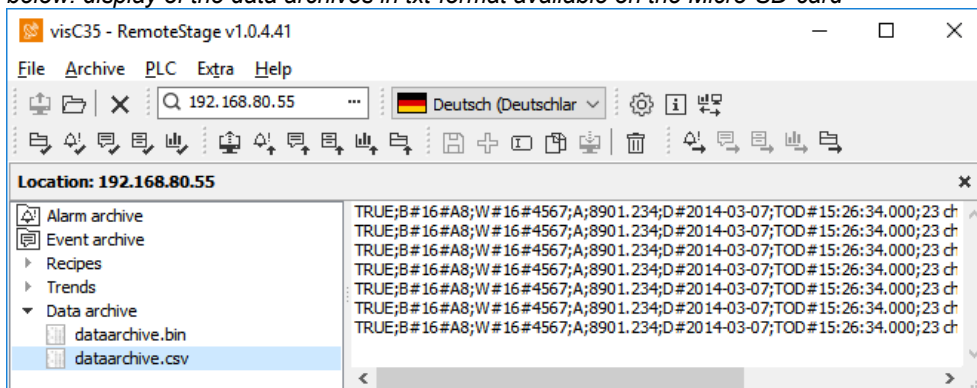 below: display of the data archives in txt format available on the Micro SD card
visC35 - RemoteStage v1.0.4.41
File Archive PLC Extra Help
192.168.80.55 ... Deutsch (Deutschlar
Location: 192.168.80.55
Alarm archive
Event archive
Recipes
Trends
Data archive
dataarchive.bin
dataarchive.csv
TRUE;B#16#A8;W#16#4567;A;8901.234;D#2014-03-07;TOD#15:26:34.000;23 ch
TRUE;B#16#A8;W#16#4567;A;8901.234;D#2014-03-07;TOD#15:26:34.000;23 ch
TRUE;B#16#A8;W#16#4567;A;8901.234;D#2014-03-07;TOD#15:26:34.000;23 ch
TRUE;B#16#A8;W#16#4567;A;8901.234;D#2014-03-07;TOD#15:26:34.000;23 ch
TRUE;B#16#A8;W#16#4567;A;8901.234;D#2014-03-07;TOD#15:26:34.000;23 ch
TRUE;B#16#A8;W#16#4567;A;8901.234;D#2014-03-07;TOD#15:26:34.000;23 ch
TRUE;B#16#A8;W#16#4567;A;8901.234;D#2014-03-07;TOD#15:26:34.000;23 ch